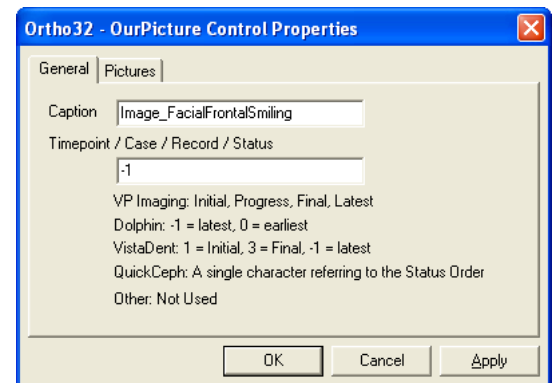 Ortho32 - OurPicture Control Properties
General Pictures
Caption Image_FacialFrontalSmiling
Timepoint / Case / Record / Status
-1
VP Imaging: Initial, Progress, Final, Latest
Dolphin: -1 = latest, 0 = earliest
VistaDent: 1 = Initial, 3 = Final, -1 = latest
QuickCeph: A single character referring to the Status Order
Other: Not Used
OK Cancel Apply